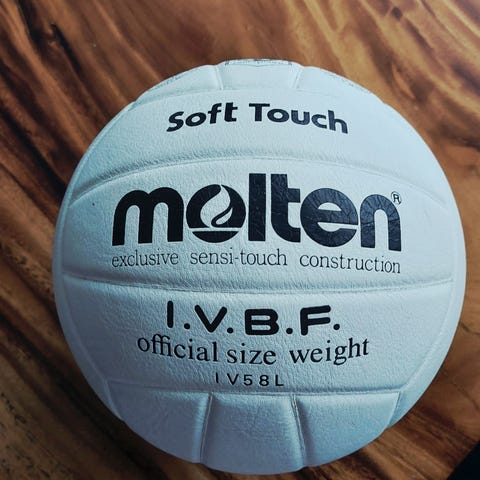 Soft Touch
molten®
exclusive sensi-touch construction
I.V.B.F.
official size weight
IV58L